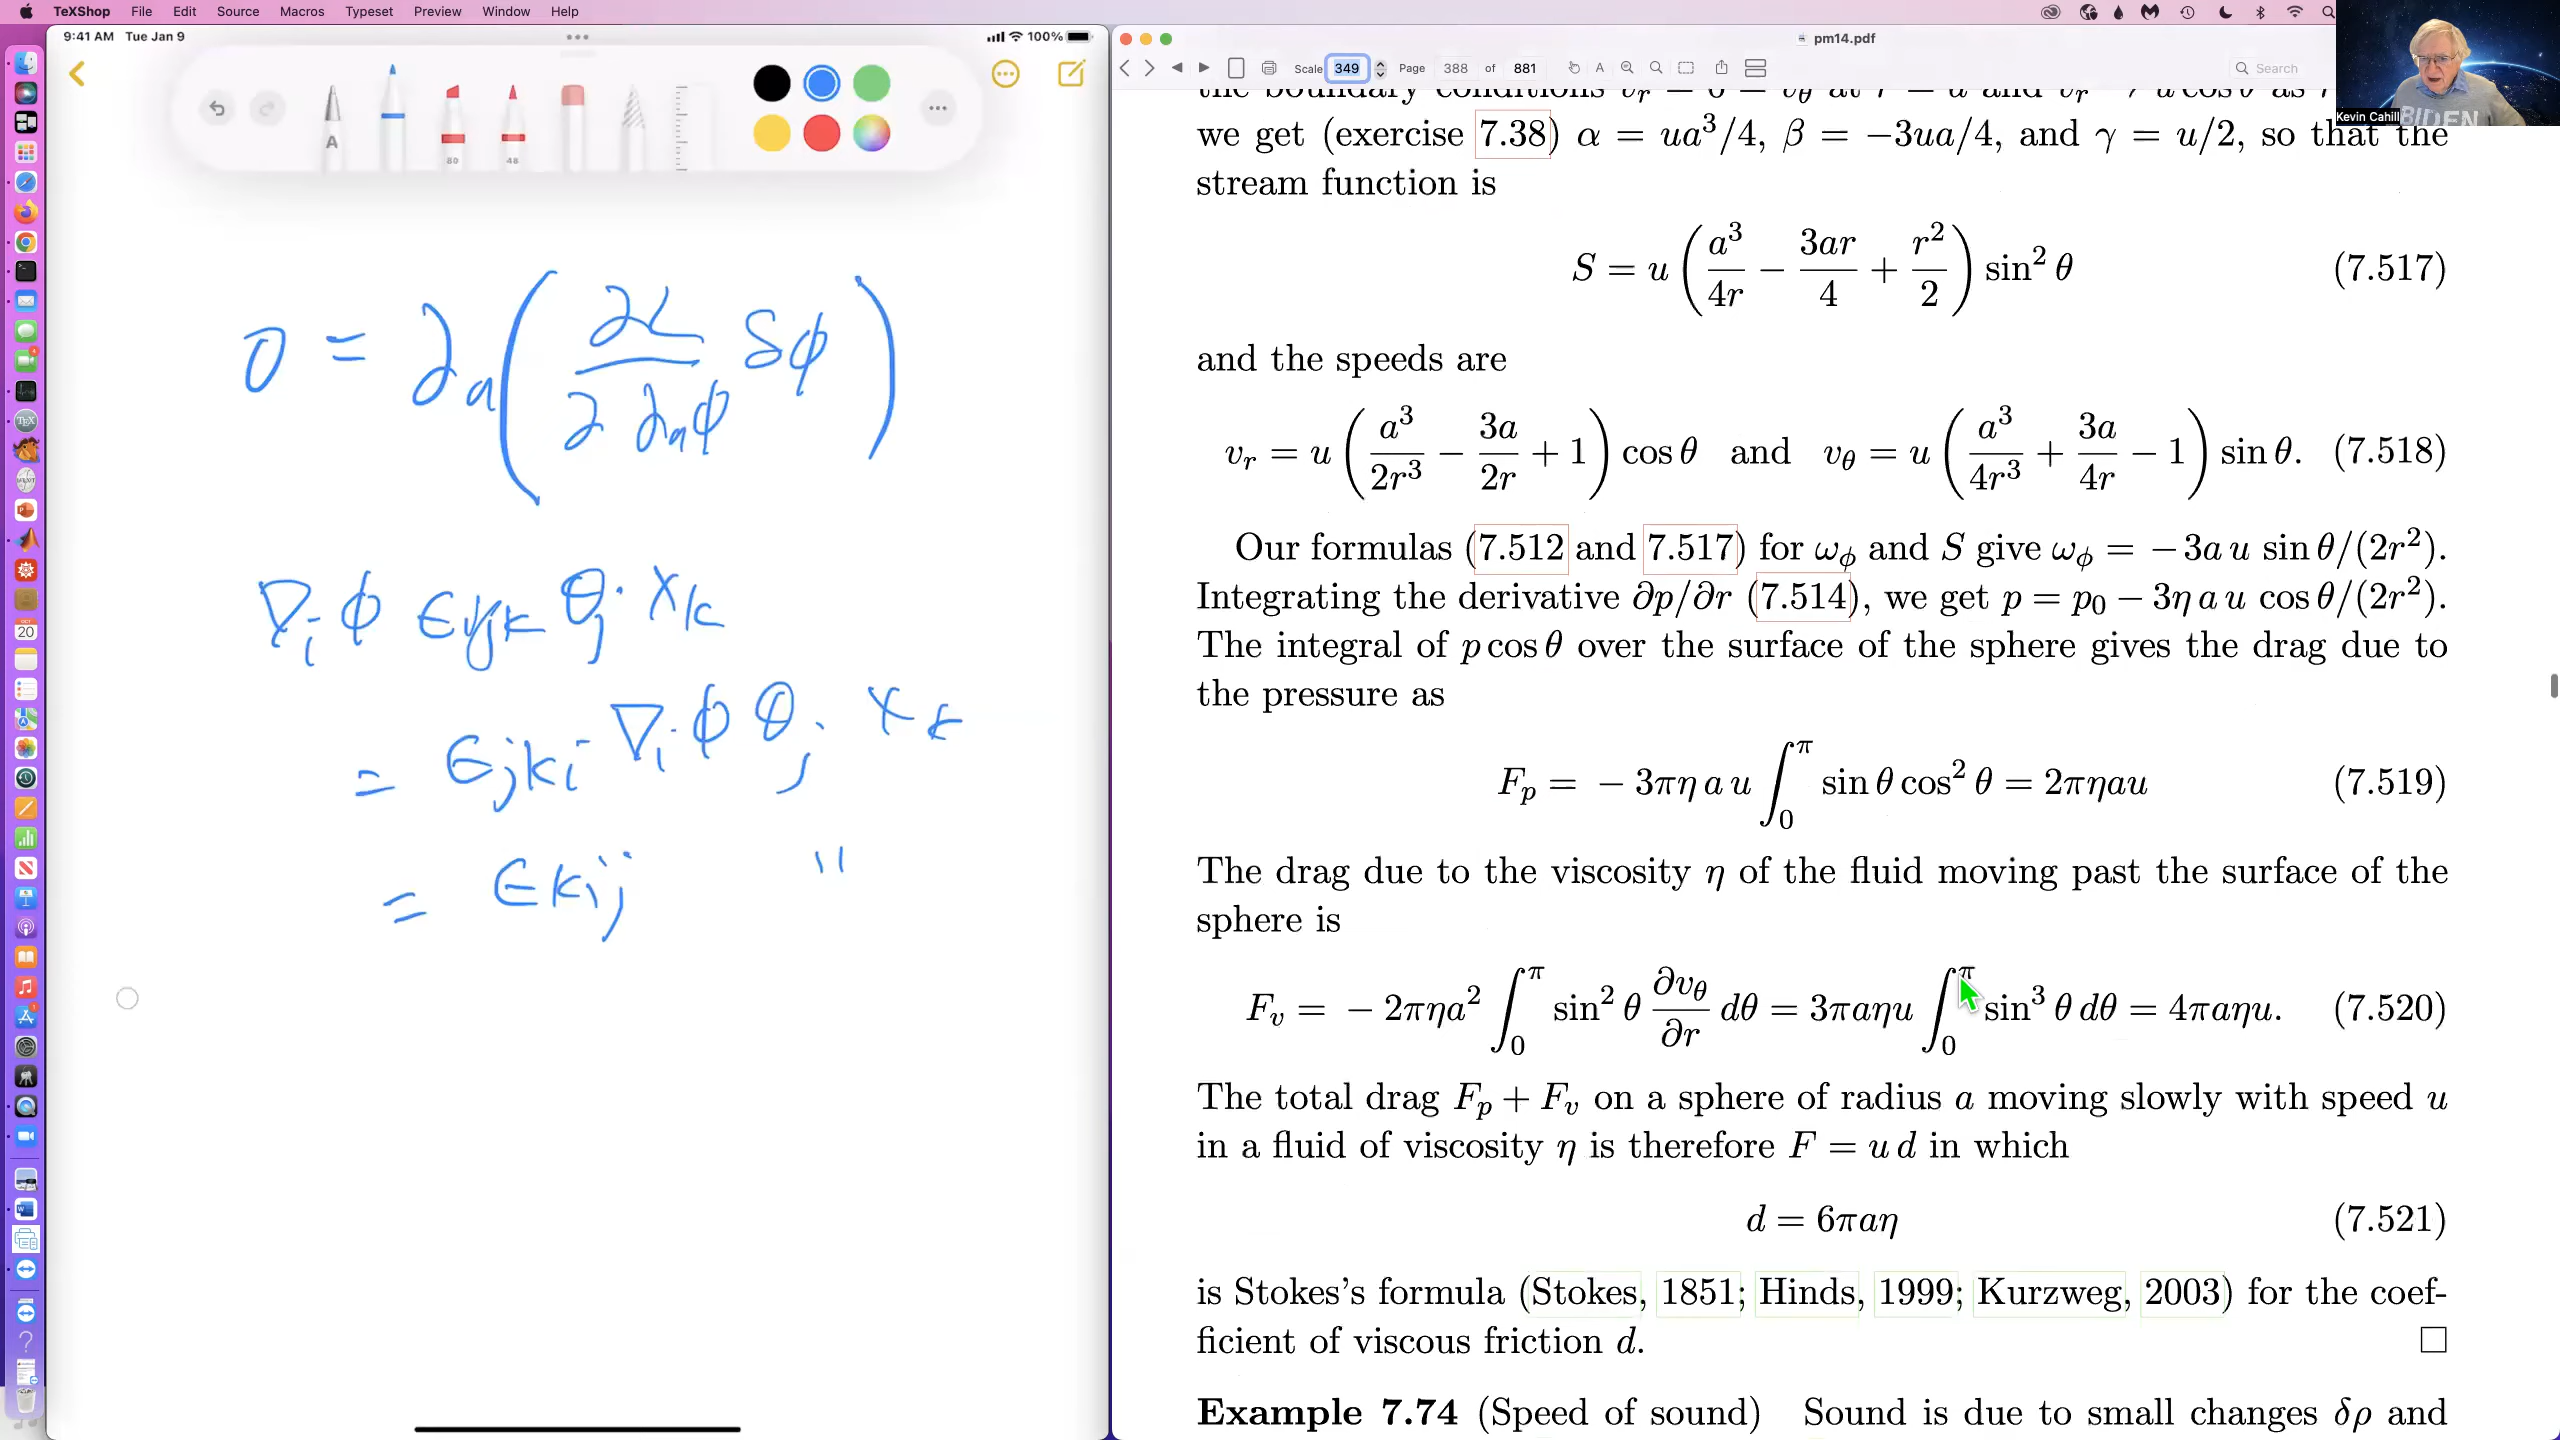 TeXShop File Edit Source Macros Typeset Preview Window Help
9:41 AM Tue Jan 9
100%
A
80
48
0 = ∂a ( ∂L / ∂ ∂aϕ δϕ )
∇i ϕ ϵijk θj xk
= ϵjki ∇i ϕ θj xk
= ϵkij "
OCT
20
pm14.pdf
Scale 349 Page 388 of 881 Search
Kevin Cahill
BIDEN
we get (exercise 7.38) α = ua³/4, β = −3ua/4, and γ = u/2, so that the
stream function is
S = u ( a³/4r − 3ar/4 + r²/2 ) sin² θ (7.517)
and the speeds are
vr = u ( a³/2r³ − 3a/2r + 1 ) cos θ and vθ = u ( a³/4r³ + 3a/4r − 1 ) sin θ. (7.518)
Our formulas (7.512 and 7.517) for ωϕ and S give ωϕ = −3a u sin θ/(2r²).
Integrating the derivative ∂p/∂r (7.514), we get p = p₀ − 3η a u cos θ/(2r²).
The integral of p cos θ over the surface of the sphere gives the drag due to
the pressure as
Fp = − 3πη a u ∫₀^π sin θ cos² θ = 2πηau (7.519)
The drag due to the viscosity η of the fluid moving past the surface of the
sphere is
Fv = − 2πηa² ∫₀^π sin² θ ∂vθ/∂r dθ = 3πaηu ∫₀^π sin³ θ dθ = 4πaηu. (7.520)
The total drag Fp + Fv on a sphere of radius a moving slowly with speed u
in a fluid of viscosity η is therefore F = u d in which
d = 6πaη (7.521)
is Stokes's formula (Stokes, 1851; Hinds, 1999; Kurzweg, 2003) for the coef-
ficient of viscous friction d. □
Example 7.74 (Speed of sound) Sound is due to small changes δρ and